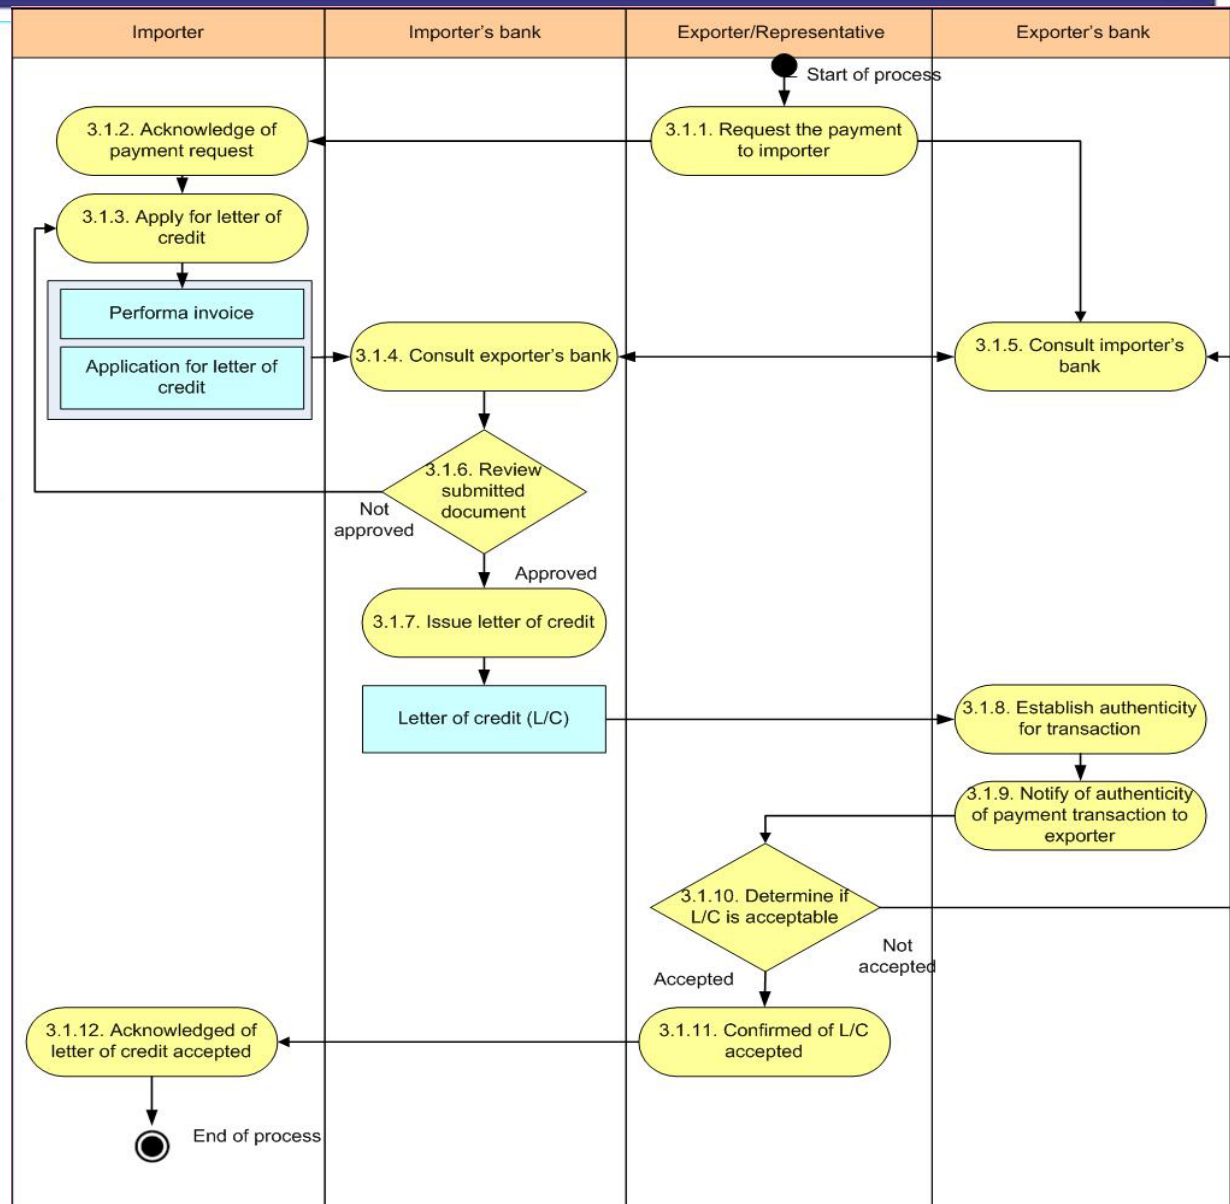 Importer
Importer's bank
Exporter/Representative
Exporter's bank
Start of process
3.1.2. Acknowledge of
payment request
3.1.1. Request the payment
to importer
3.1.3. Apply for letter of
credit
Performa invoice
Application for letter of
credit
3.1.4. Consult exporter's bank
3.1.5. Consult importer's
bank
3.1.6. Review
submitted
document
Not
approved
Approved
3.1.7. Issue letter of credit
Letter of credit (L/C)
3.1.8. Establish authenticity
for transaction
3.1.9. Notify of authenticity
of payment transaction to
exporter
3.1.10. Determine if
L/C is acceptable
Not
accepted
Accepted
3.1.12. Acknowledged of
letter of credit accepted
3.1.11. Confirmed of L/C
accepted
End of process